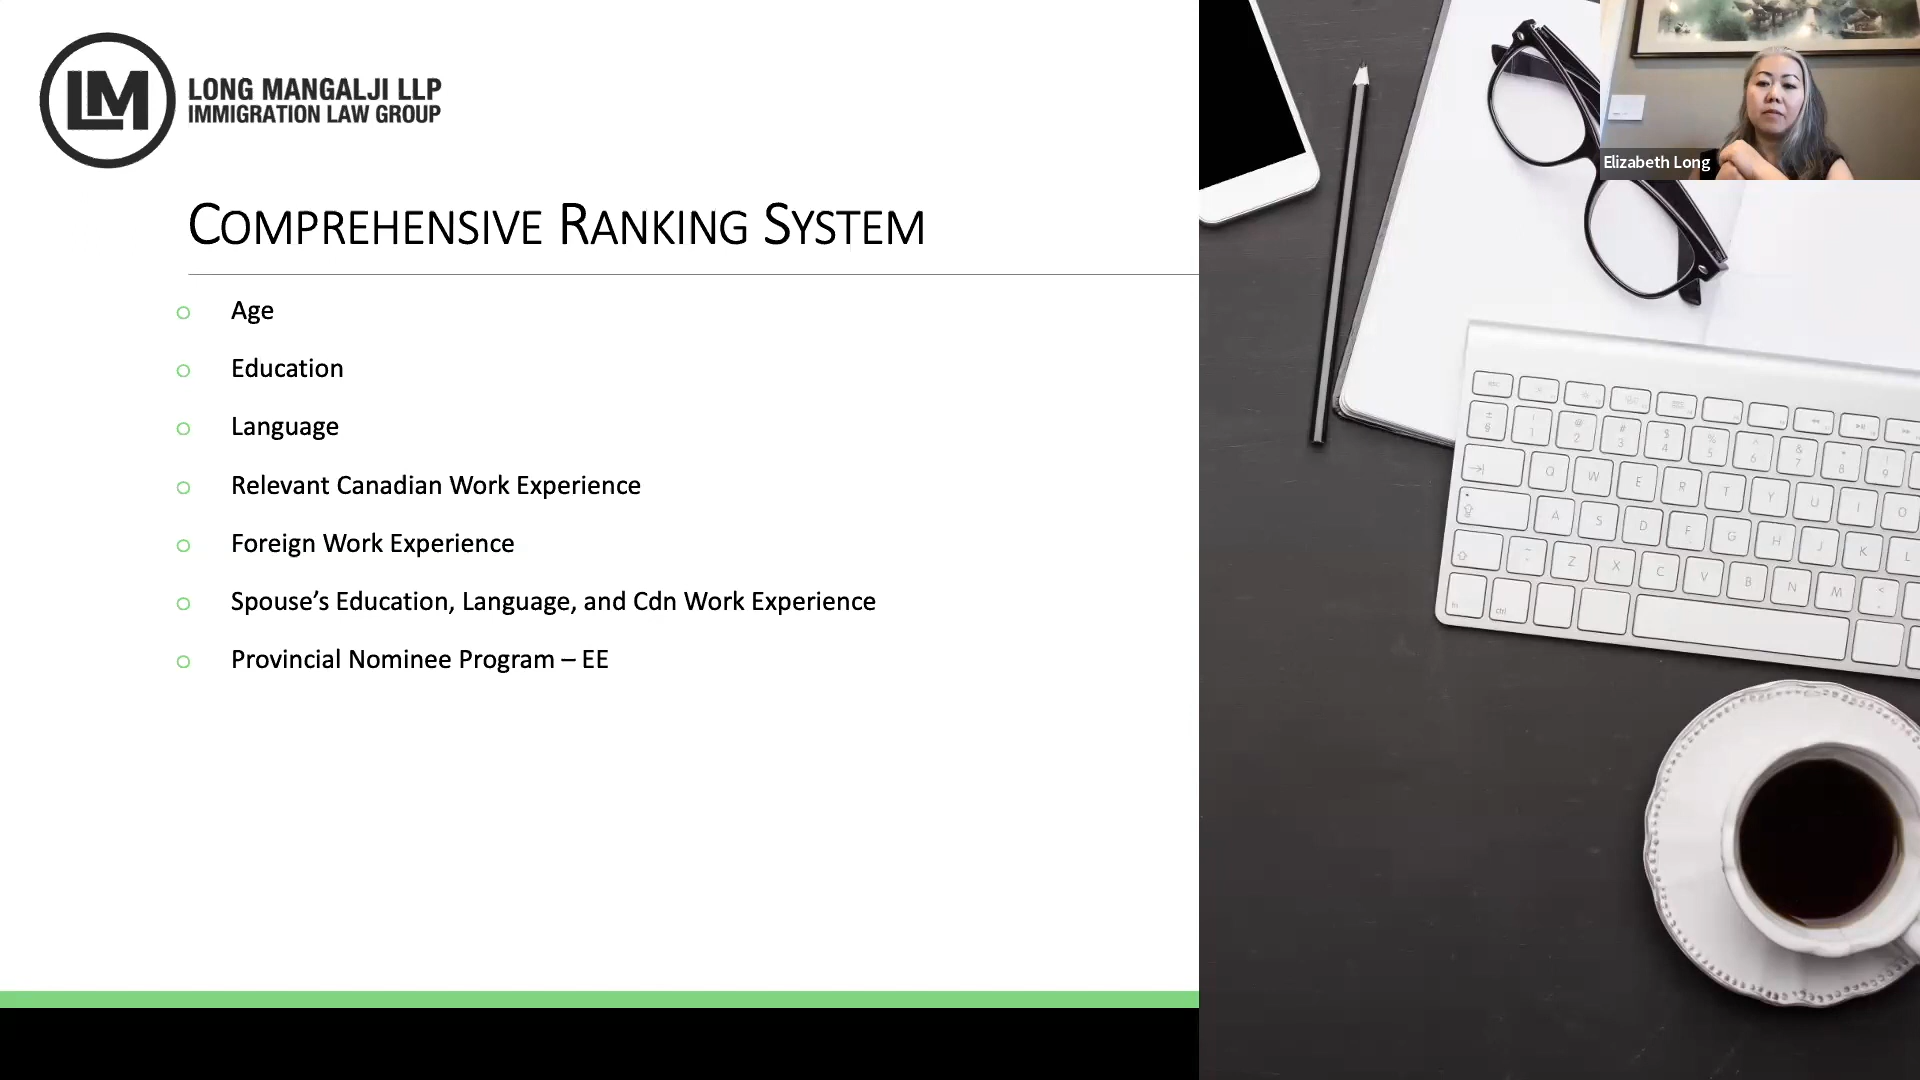 LM
LONG MANGALJI LLP
IMMIGRATION LAW GROUP
Elizabeth Long
COMPREHENSIVE RANKING SYSTEM
Age
Education
Language
Relevant Canadian Work Experience
Foreign Work Experience
Spouse’s Education, Language, and Cdn Work Experience
Provincial Nominee Program – EE
Q W E R T Y U I O
A S D F G H J K L
Z X C V B N M <
ctrl